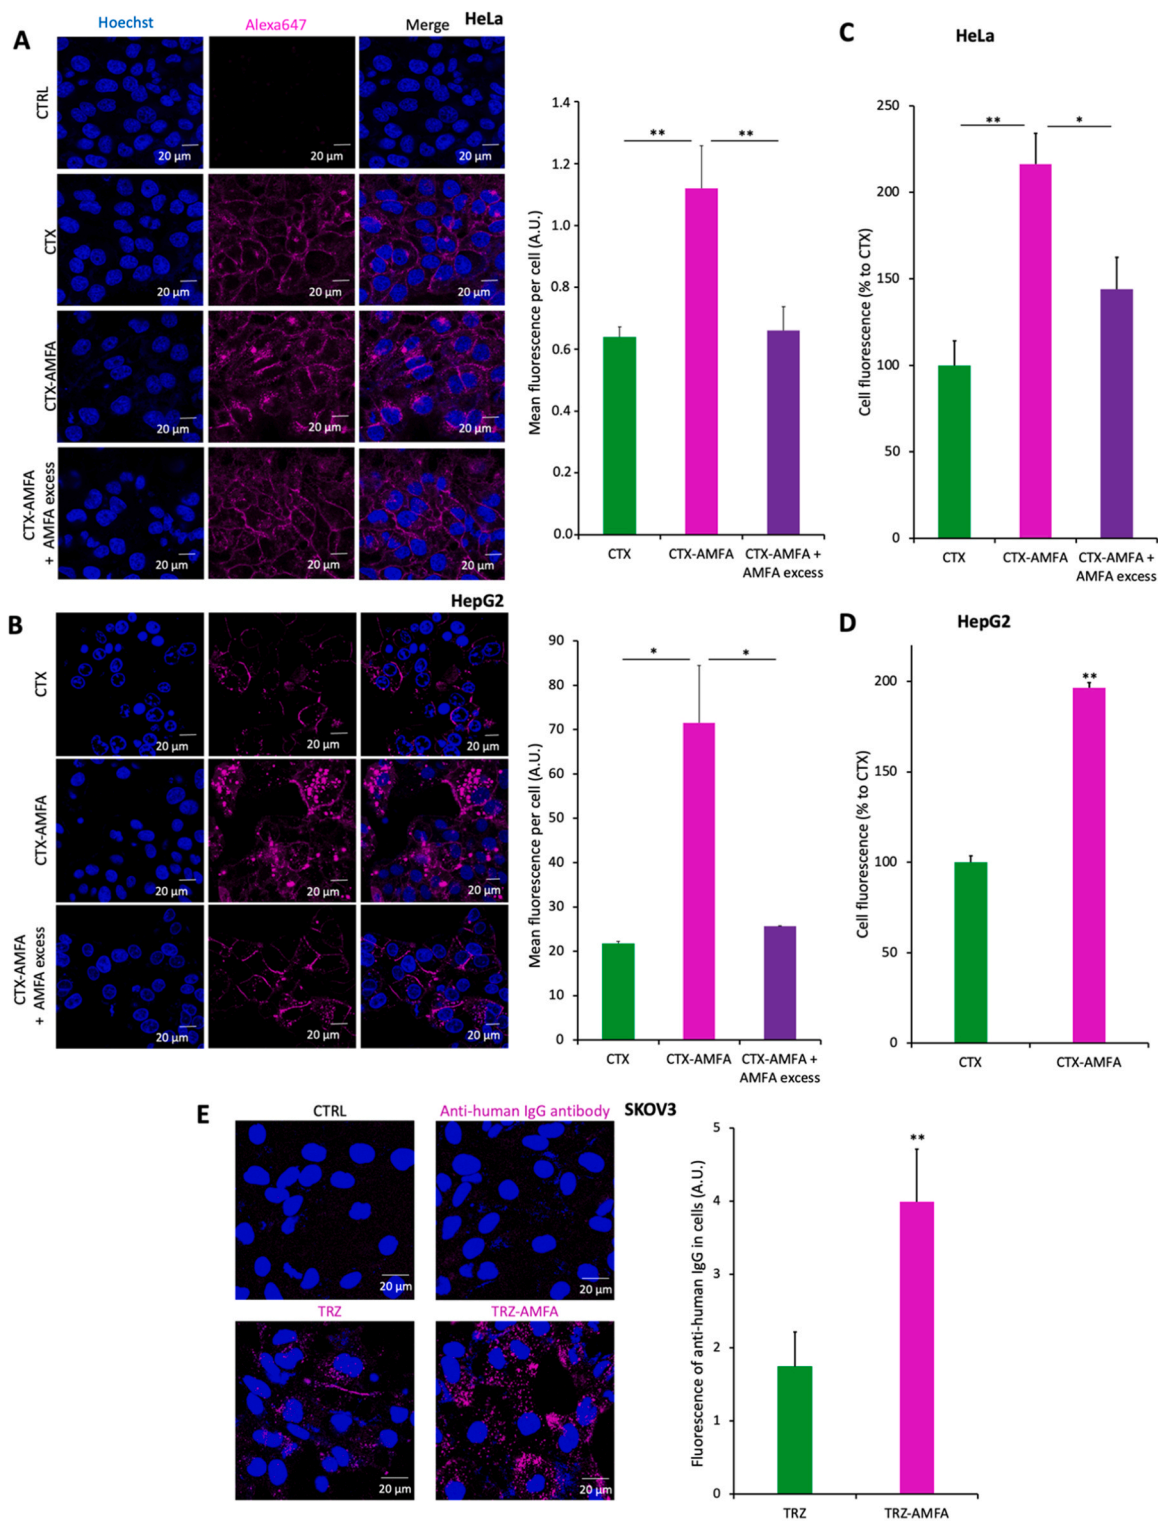 A
Hoechst
Alexa647
Merge
HeLa
CTRL
20 µm
20 µm
20 µm
CTX
20 µm
20 µm
20 µm
CTX-AMFA
20 µm
20 µm
20 µm
CTX-AMFA
+ AMFA excess
20 µm
20 µm
20 µm
Mean fluorescence per cell (A.U.)
1.4
1.2
1.0
0.8
0.6
0.4
0.2
0.0
**
**
CTX
CTX-AMFA
CTX-AMFA +
AMFA excess
C
HeLa
Cell fluorescence (% to CTX)
250
200
150
100
50
0
**
*
CTX
CTX-AMFA
CTX-AMFA +
AMFA excess
B
HepG2
CTX
20 µm
20 µm
20 µm
CTX-AMFA
20 µm
20 µm
20 µm
CTX-AMFA
+ AMFA excess
20 µm
20 µm
20 µm
Mean fluorescence per cell (A.U.)
90
80
70
60
50
40
30
20
10
0
*
*
CTX
CTX-AMFA
CTX-AMFA +
AMFA excess
D
HepG2
Cell fluorescence (% to CTX)
200
150
100
50
0
**
CTX
CTX-AMFA
E
CTRL
Anti-human IgG antibody
SKOV3
20 µm
20 µm
TRZ
TRZ-AMFA
20 µm
20 µm
Fluorescence of anti-human IgG in cells (A.U.)
5
4
3
2
1
0
**
TRZ
TRZ-AMFA